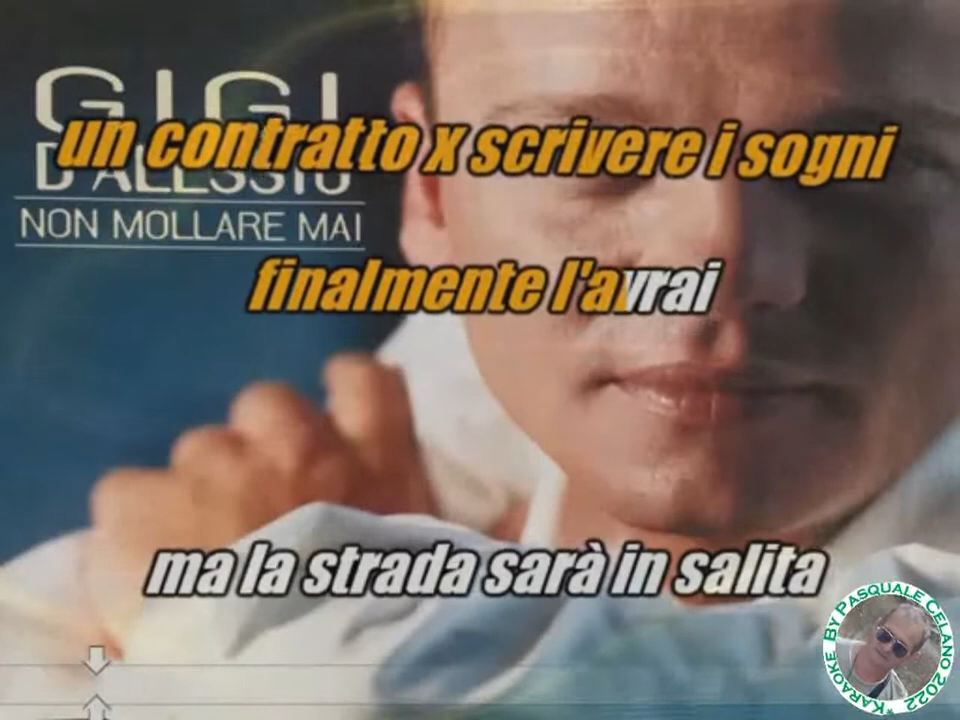 GIGI
D'ALESSIO
NON MOLLARE MAI
un contratto x scrivere i sogni
finalmente l'avrai
ma la strada sarà in salita
KARAOKE BY PASQUALE CELANO 2022 *